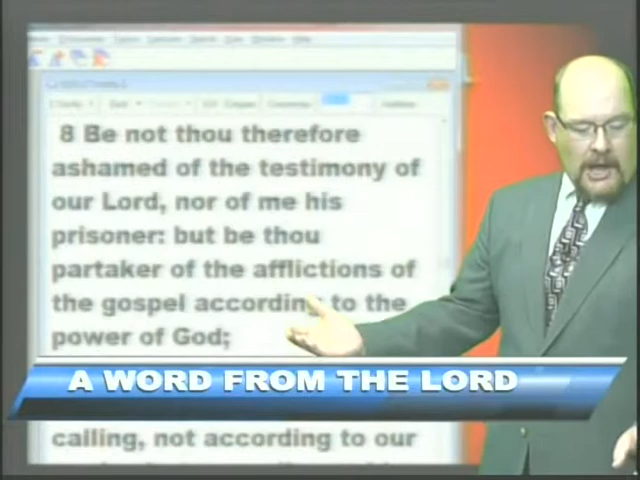 8 Be not thou therefore
ashamed of the testimony of
our Lord, nor of me his
prisoner: but be thou
partaker of the afflictions of
the gospel according to the
power of God;
A WORD FROM THE LORD
calling, not according to our